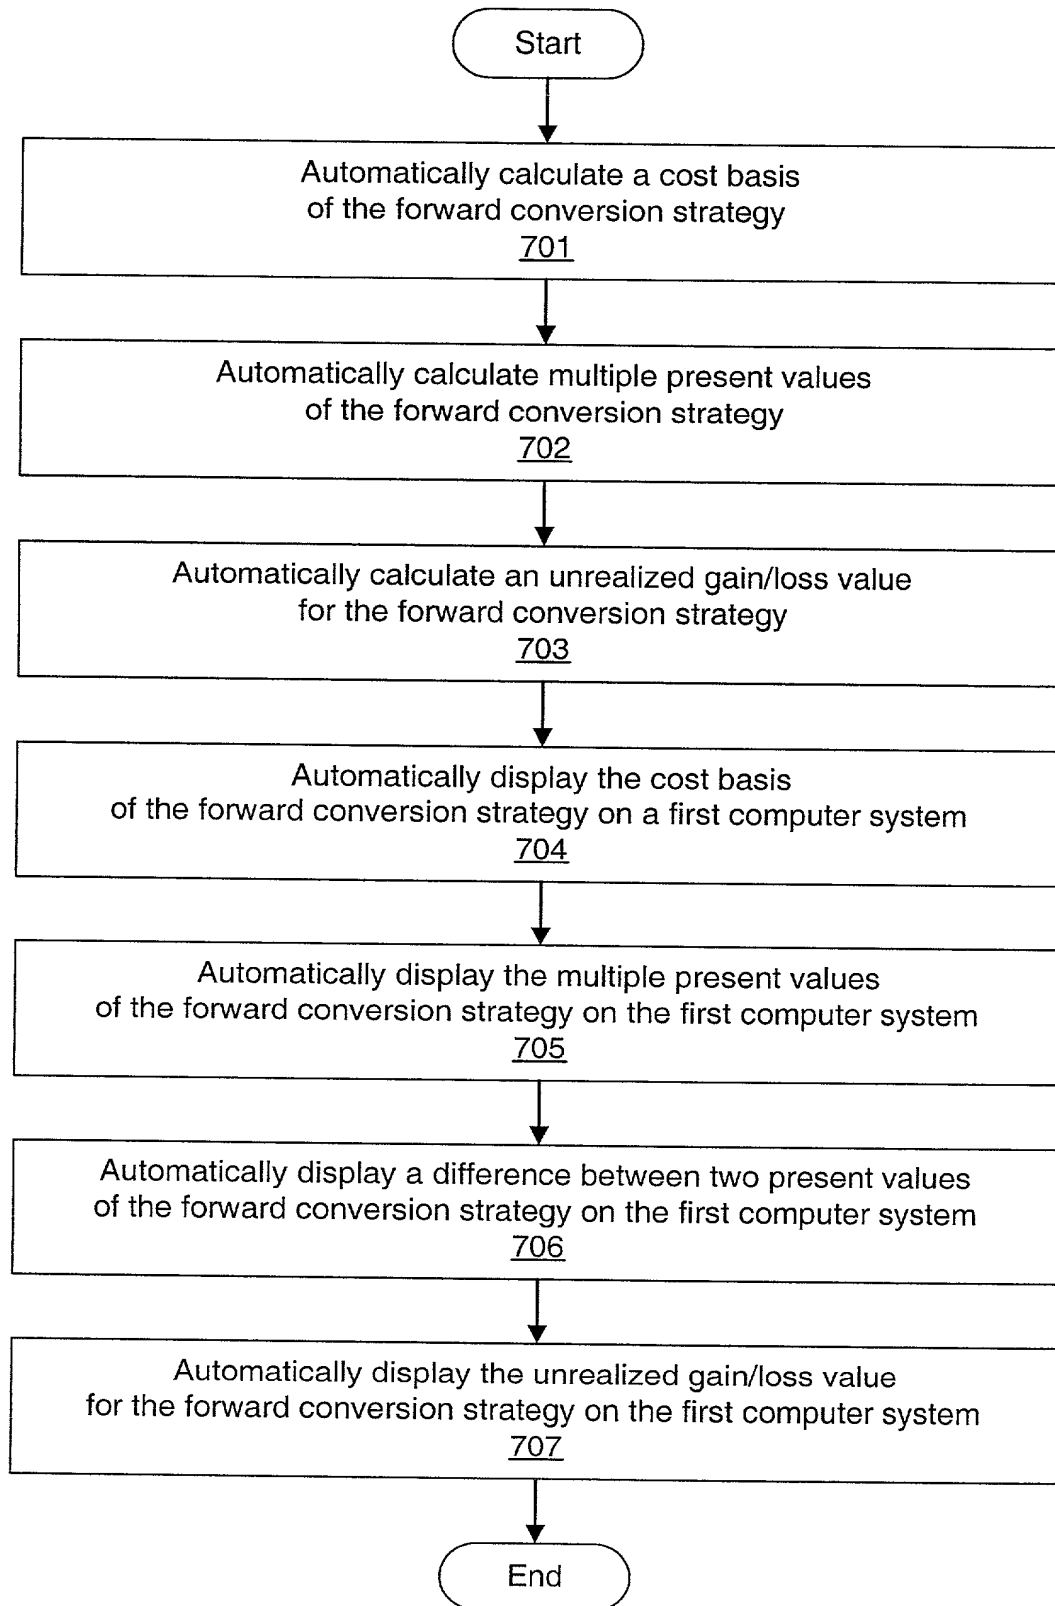 Start
Automatically calculate a cost basis
of the forward conversion strategy
701
Automatically calculate multiple present values
of the forward conversion strategy
702
Automatically calculate an unrealized gain/loss value
for the forward conversion strategy
703
Automatically display the cost basis
of the forward conversion strategy on a first computer system
704
Automatically display the multiple present values
of the forward conversion strategy on the first computer system
705
Automatically display a difference between two present values
of the forward conversion strategy on the first computer system
706
Automatically display the unrealized gain/loss value
for the forward conversion strategy on the first computer system
707
End